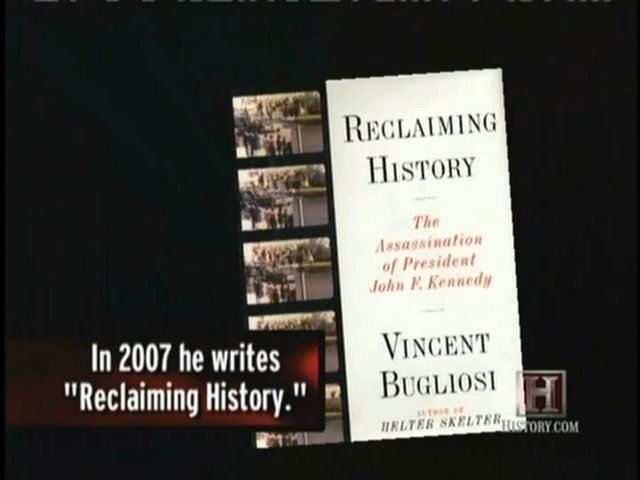 RECLAIMING
HISTORY
The
Assassination
of President
John F. Kennedy
VINCENT
BUGLIOSI
AUTHOR OF
HELTER SKELTER
In 2007 he writes
"Reclaiming History."
H
HISTORY.COM